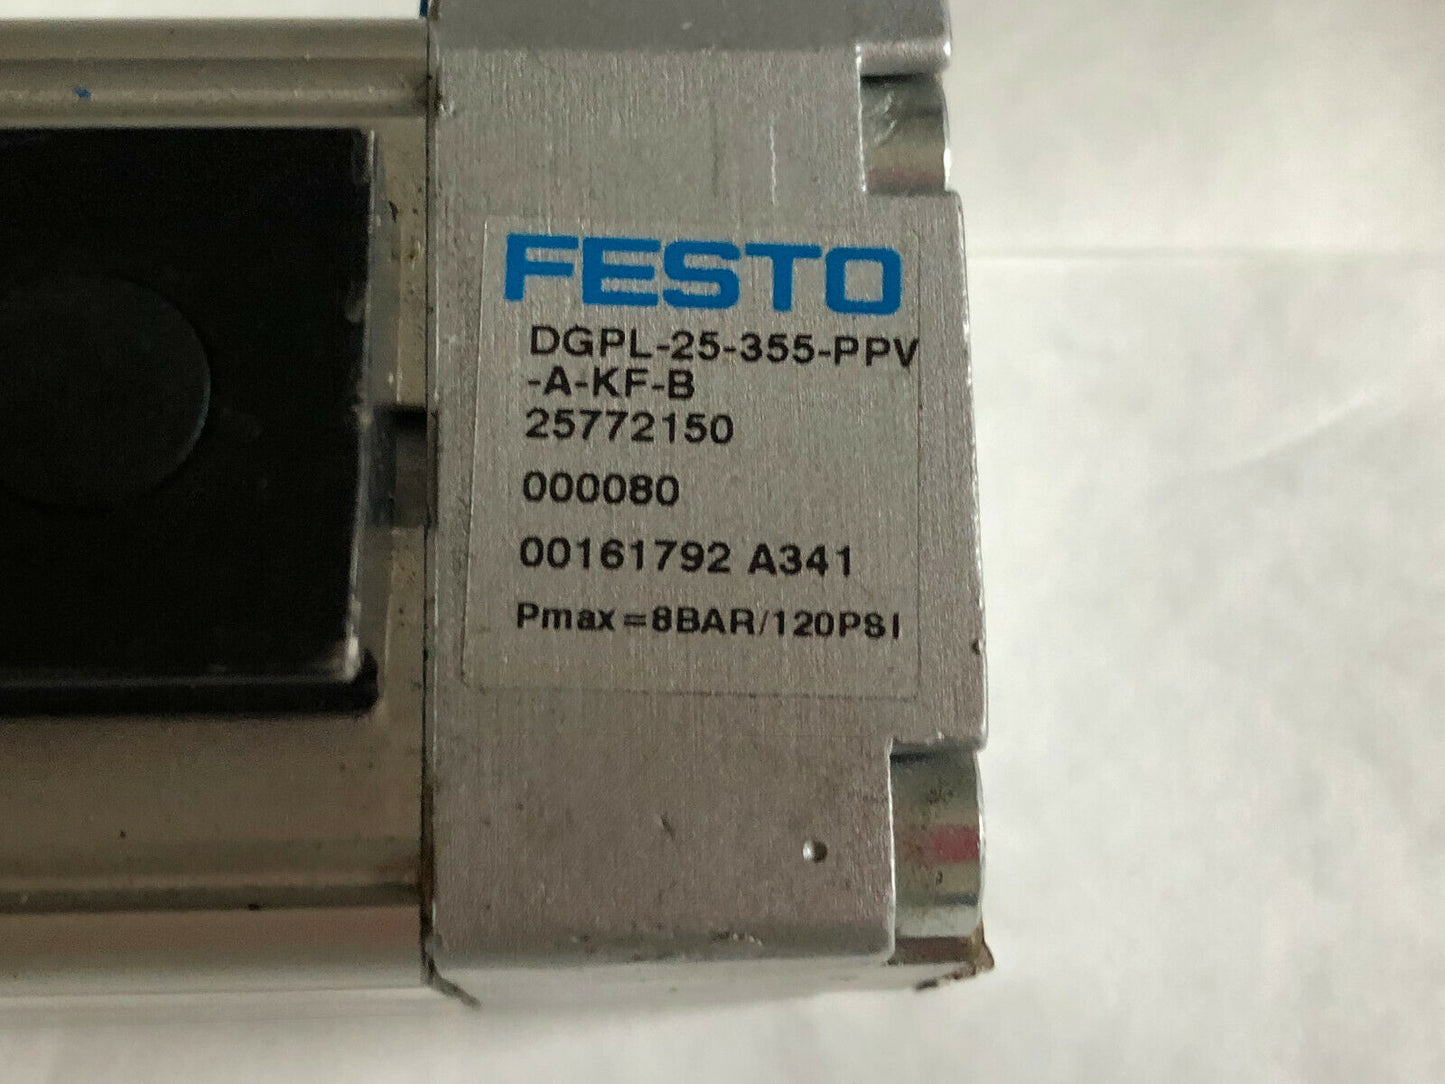 FESTO
DGPL-25-355-PPV
-A-KF-B
25772150
000080
00161792 A341
Pmax=8BAR/120PSI